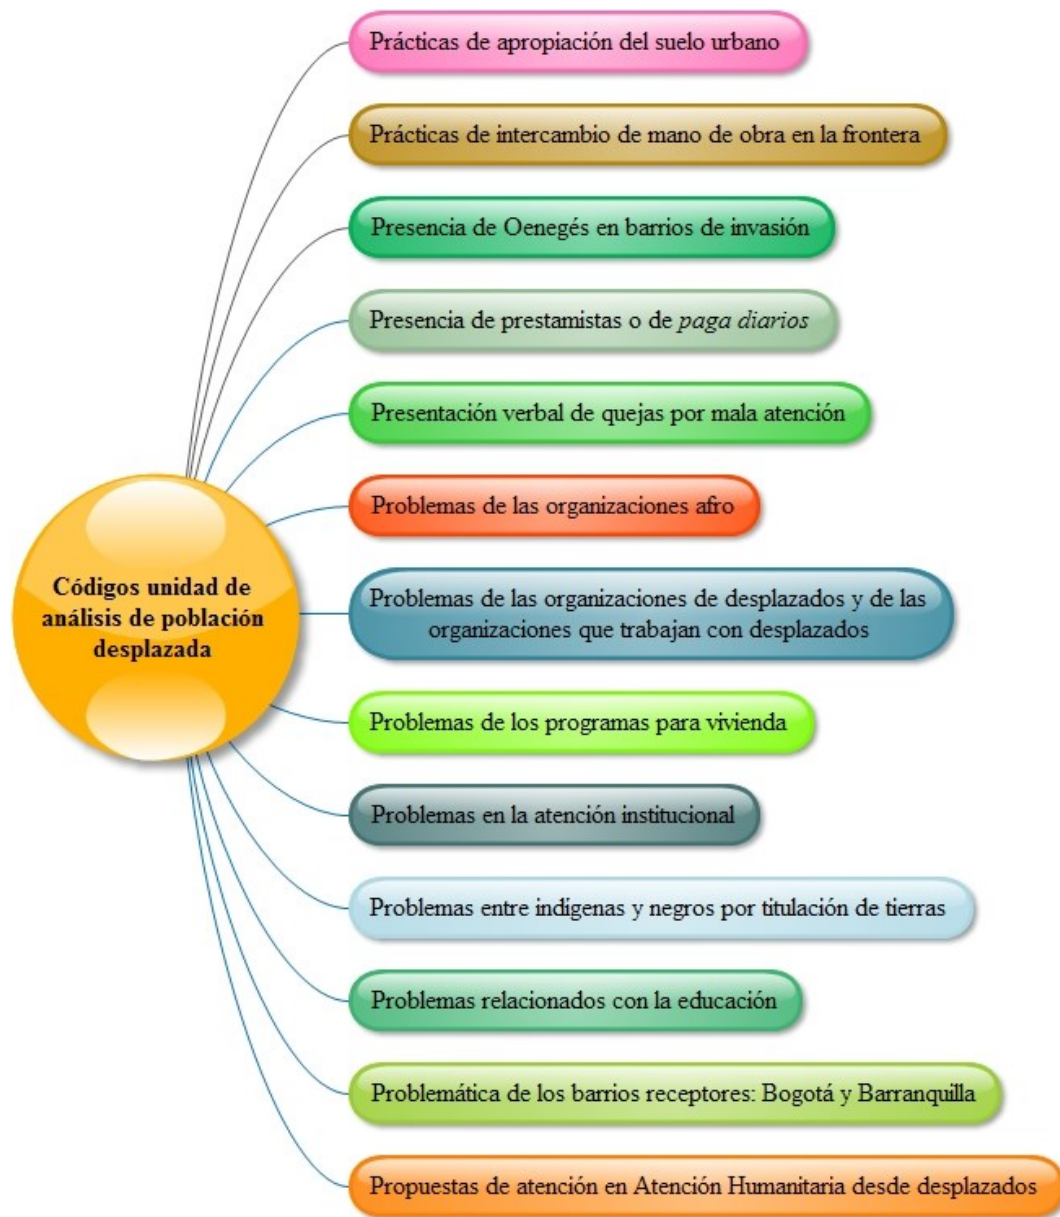 Prácticas de apropiación del suelo urbano
Prácticas de intercambio de mano de obra en la frontera
Presencia de Oenegés en barrios de invasión
Presencia de prestamistas o de paga diarios
Presentación verbal de quejas por mala atención
Problemas de las organizaciones afro
Códigos unidad de
análisis de población
desplazada
Problemas de las organizaciones de desplazados y de las
organizaciones que trabajan con desplazados
Problemas de los programas para vivienda
Problemas en la atención institucional
Problemas entre indígenas y negros por titulación de tierras
Problemas relacionados con la educación
Problemática de los barrios receptores: Bogotá y Barranquilla
Propuestas de atención en Atención Humanitaria desde desplazados